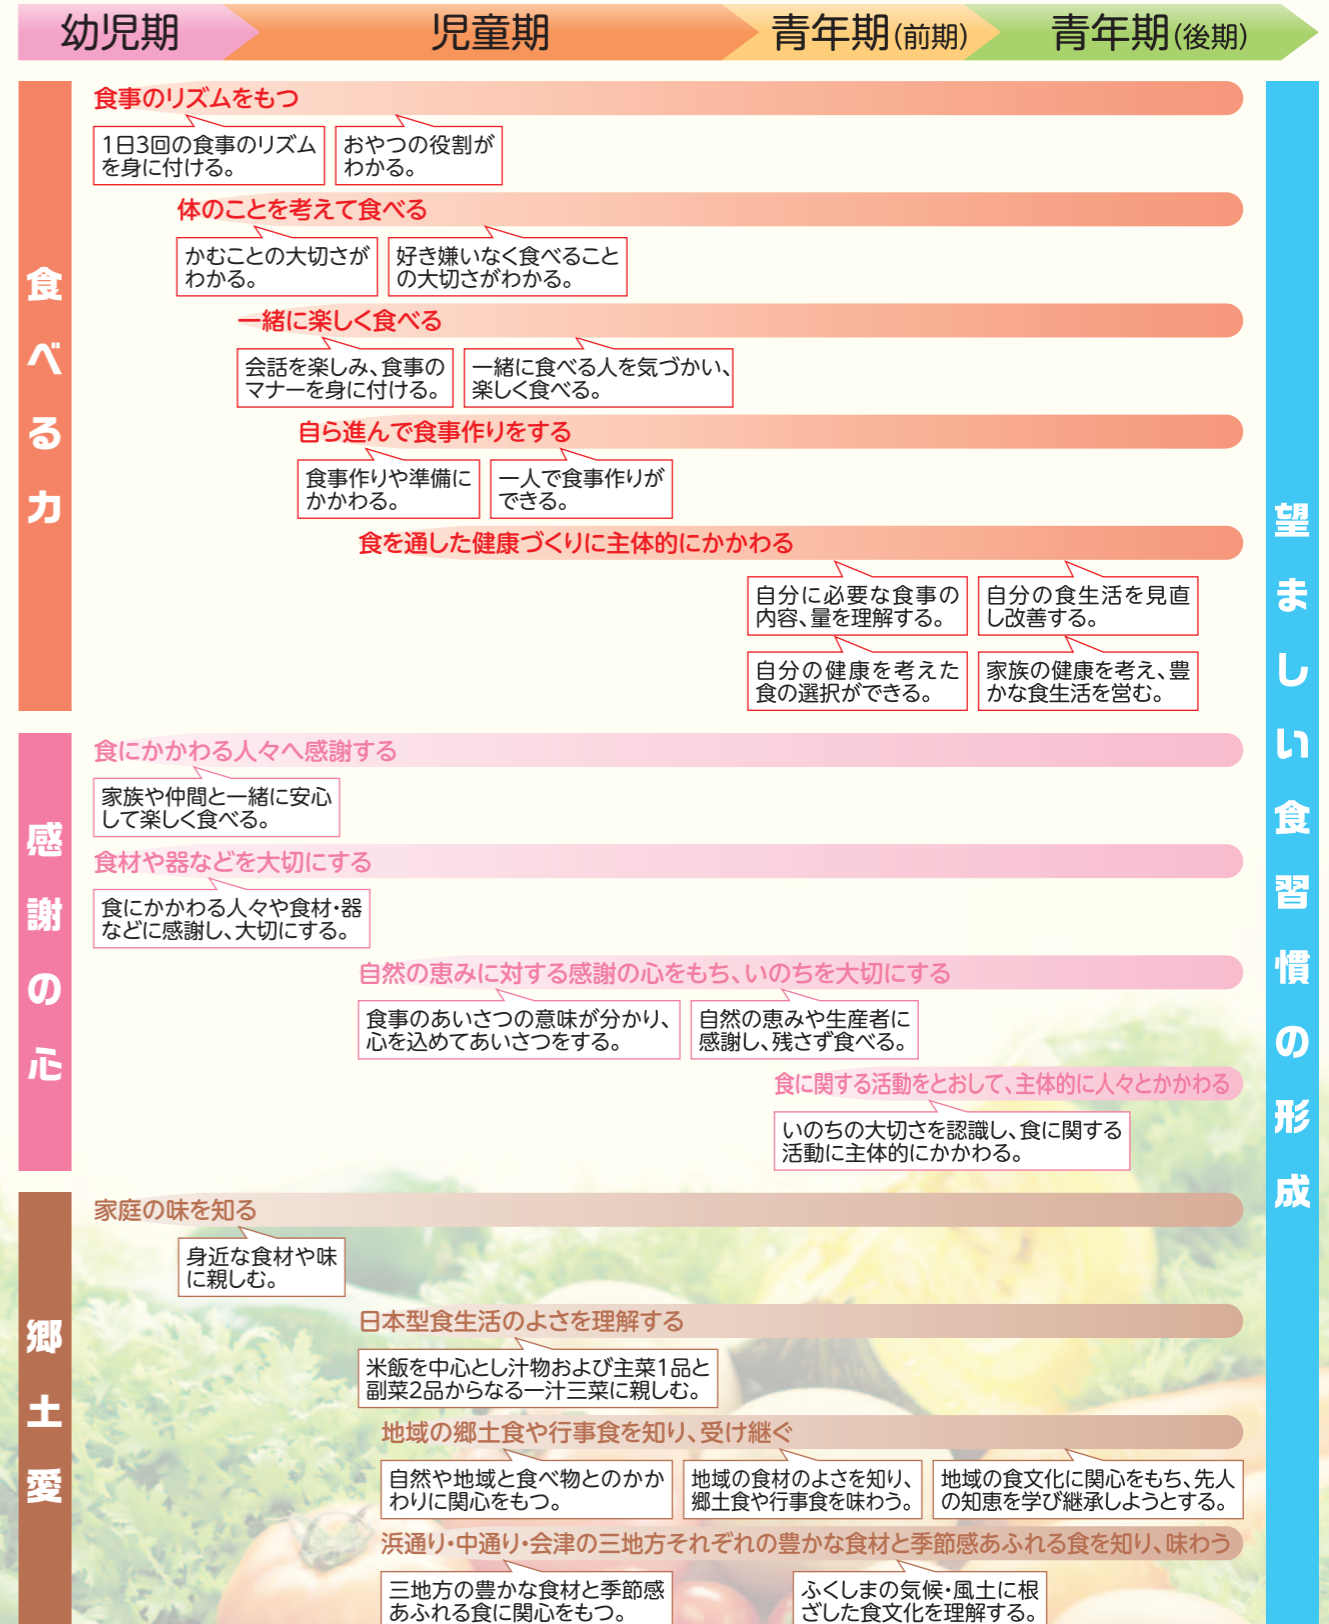 幼児期
児童期
青年期(前期)
青年期(後期)
食べる力
食事のリズムをもつ
1日3回の食事のリズム
を身に付ける。
おやつの役割が
わかる。
体のことを考えて食べる
かむことの大切さが
わかる。
好き嫌いなく食べること
の大切さがわかる。
一緒に楽しく食べる
会話を楽しみ、食事の
マナーを身に付ける。
一緒に食べる人を気づかい、
楽しく食べる。
自ら進んで食事作りをする
食事作りや準備に
かかわる。
一人で食事作りが
できる。
食を通した健康づくりに主体的にかかわる
自分に必要な食事の
内容、量を理解する。
自分の食生活を見直
し改善する。
自分の健康を考えた
食の選択ができる。
家族の健康を考え、豊
かな食生活を営む。
感謝の心
食にかかわる人々へ感謝する
家族や仲間と一緒に安心
して楽しく食べる。
食材や器などを大切にする
食にかかわる人々や食材・器
などに感謝し、大切にする。
自然の恵みに対する感謝の心をもち、いのちを大切にする
食事のあいさつの意味が分かり、
心を込めてあいさつをする。
自然の恵みや生産者に
感謝し、残さず食べる。
食に関する活動をとおして、主体的に人々とかかわる
いのちの大切さを認識し、食に関する
活動に主体的にかかわる。
郷土愛
家庭の味を知る
身近な食材や味
に親しむ。
日本型食生活のよさを理解する
米飯を中心とし汁物および主菜1品と
副菜2品からなる一汁三菜に親しむ。
地域の郷土食や行事食を知り、受け継ぐ
自然や地域と食べ物とのかか
わりに関心をもつ。
地域の食材のよさを知り、
郷土食や行事食を味わう。
地域の食文化に関心をもち、先人
の知恵を学び継承しようとする。
浜通り・中通り・会津の三地方それぞれの豊かな食材と季節感あふれる食を知り、味わう
三地方の豊かな食材と季節感
あふれる食に関心をもつ。
ふくしまの気候・風土に根
ざした食文化を理解する。
望ましい食習慣の形成